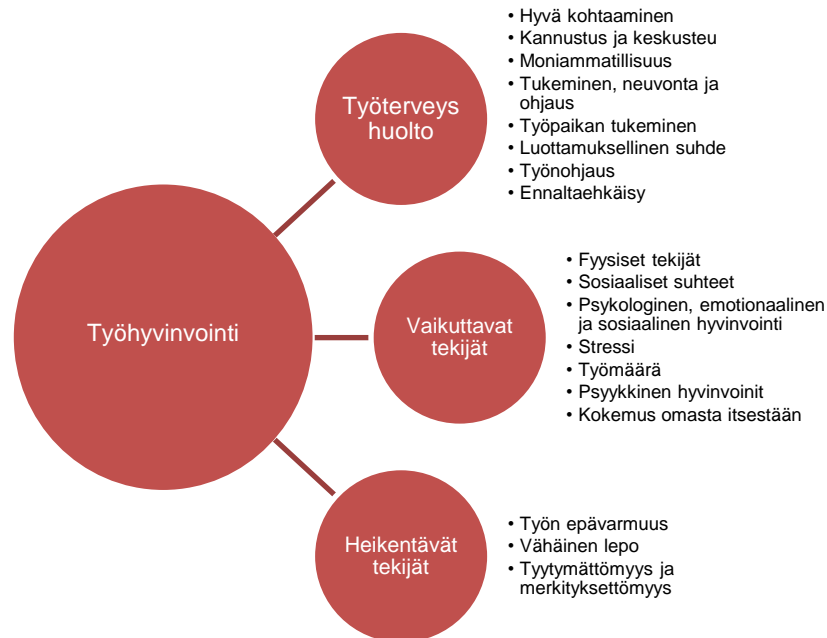 Työhyvinvointi
Työterveys
huolto
• Hyvä kohtaaminen
• Kannustus ja keskusteu
• Moniammatillisuus
• Tukeminen, neuvonta ja
ohjaus
• Työpaikan tukeminen
• Luottamuksellinen suhde
• Työnohjaus
• Ennaltaehkäisy
Vaikuttavat
tekijät
• Fyysiset tekijät
• Sosiaaliset suhteet
• Psykologinen, emotionaalinen
ja sosiaalinen hyvinvointi
• Stressi
• Työmäärä
• Psyykkinen hyvinvoinit
• Kokemus omasta itsestään
Heikentävät
tekijät
• Työn epävarmuus
• Vähäinen lepo
• Tyytymättömyys ja
merkityksettömyys